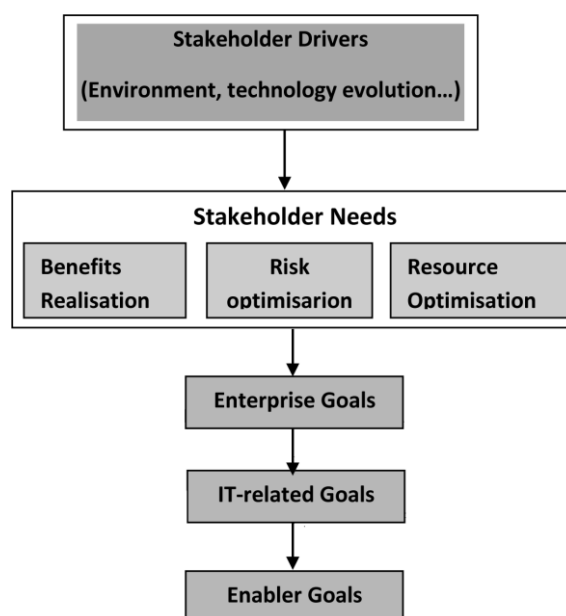 Stakeholder Drivers
(Environment, technology evolution…)
Stakeholder Needs
Benefits
Realisation
Risk
optimisarion
Resource
Optimisation
Enterprise Goals
IT-related Goals
Enabler Goals